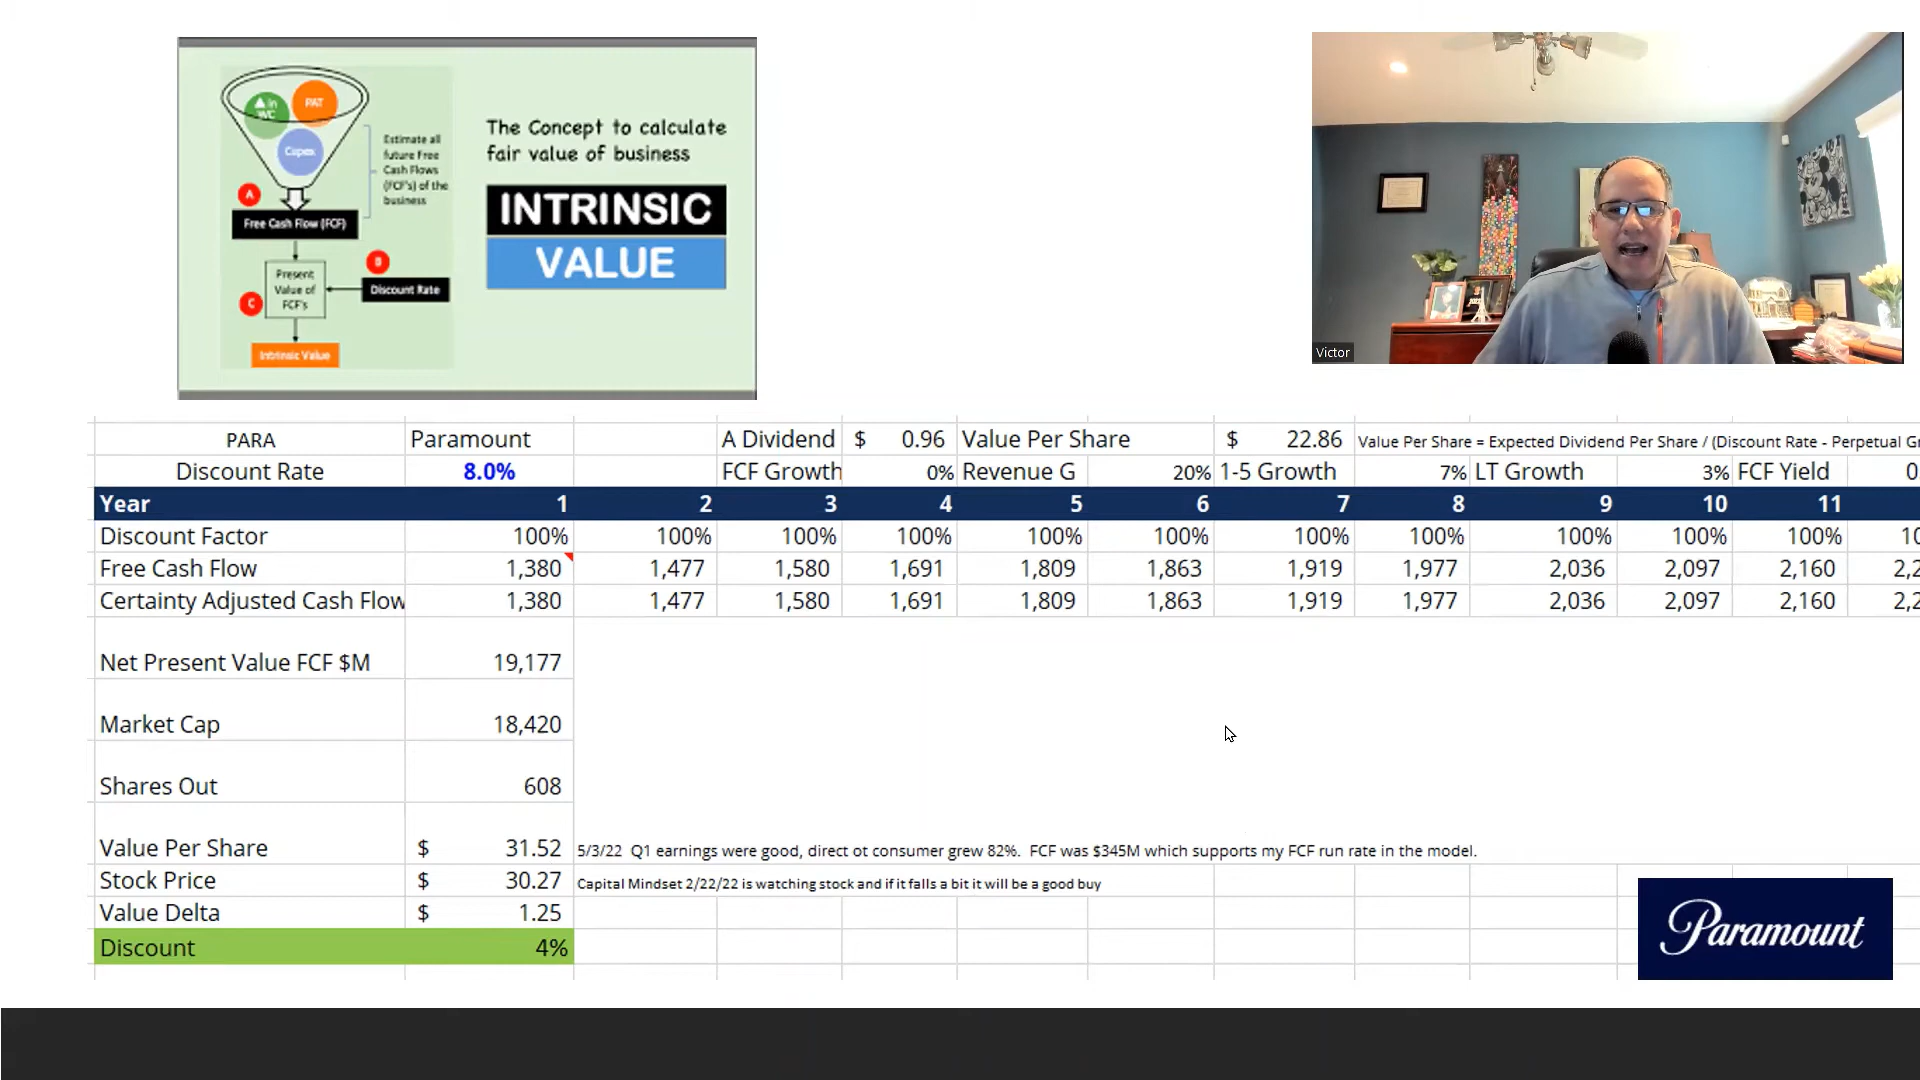 ▲ in
WC
PAT
Capex
Estimate all
future Free
Cash Flows
(FCF's) of the
business
A
Free Cash Flow (FCF)
B
Present
Value of
FCF's
Discount Rate
C
Intrinsic Value
The Concept to calculate
fair value of business
INTRINSIC
VALUE
Victor
PARA Paramount A Dividend $ 0.96 Value Per Share $ 22.86 Value Per Share = Expected Dividend Per Share / (Discount Rate - Perpetual Gr
Discount Rate 8.0% FCF Growth 0% Revenue G 20% 1-5 Growth 7% LT Growth 3% FCF Yield 0.
Year 1 2 3 4 5 6 7 8 9 10 11
Discount Factor 100% 100% 100% 100% 100% 100% 100% 100% 100% 100% 100% 10
Free Cash Flow 1,380 1,477 1,580 1,691 1,809 1,863 1,919 1,977 2,036 2,097 2,160 2,2
Certainty Adjusted Cash Flow 1,380 1,477 1,580 1,691 1,809 1,863 1,919 1,977 2,036 2,097 2,160 2,2
Net Present Value FCF $M 19,177
Market Cap 18,420
Shares Out 608
Value Per Share $ 31.52 5/3/22 Q1 earnings were good, direct ot consumer grew 82%. FCF was $345M which supports my FCF run rate in the model.
Stock Price $ 30.27 Capital Mindset 2/22/22 is watching stock and if it falls a bit it will be a good buy
Value Delta $ 1.25
Discount 4%
Paramount